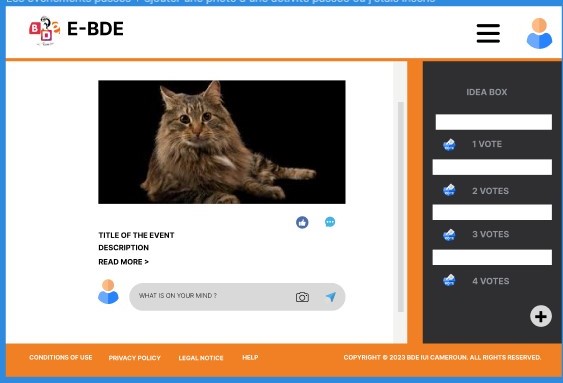 Les évènements passés + ajouter une photo à une activité passée où j'étais inscrit
E-BDE
IDEA BOX
1 VOTE
2 VOTES
3 VOTES
4 VOTES
TITLE OF THE EVENT
DESCRIPTION
READ MORE >
WHAT IS ON YOUR MIND ?
CONDITIONS OF USE PRIVACY POLICY LEGAL NOTICE HELP COPYRIGHT © 2023 BDE IUI CAMEROUN. ALL RIGHTS RESERVED.